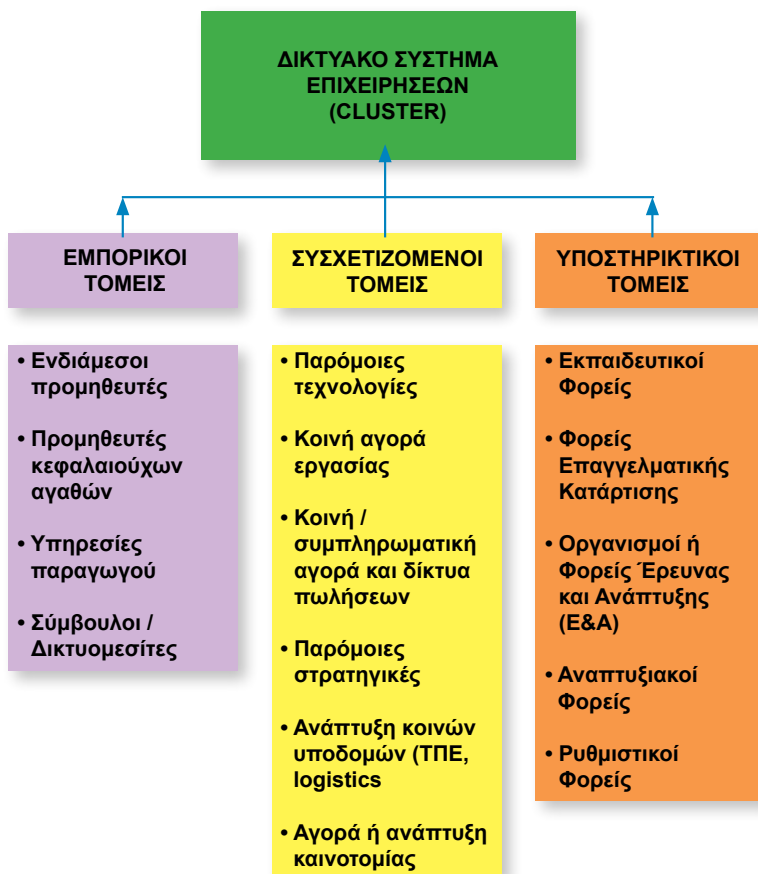 ΔΙΚΤΥΑΚΟ ΣΥΣΤΗΜΑ
ΕΠΙΧΕΙΡΗΣΕΩΝ
(CLUSTER)
ΕΜΠΟΡΙΚΟΙ
ΤΟΜΕΙΣ
• Ενδιάμεσοι
προμηθευτές
• Προμηθευτές
κεφαλαιούχων
αγαθών
• Υπηρεσίες
παραγωγού
• Σύμβουλοι /
Δικτυομεσίτες
ΣΥΣΧΕΤΙΖΟΜΕΝΟΙ
ΤΟΜΕΙΣ
• Παρόμοιες
τεχνολογίες
• Κοινή αγορά
εργασίας
• Κοινή /
συμπληρωματική
αγορά και δίκτυα
πωλήσεων
• Παρόμοιες
στρατηγικές
• Ανάπτυξη κοινών
υποδομών (ΤΠΕ,
logistics
• Αγορά ή ανάπτυξη
καινοτομίας
ΥΠΟΣΤΗΡΙΚΤΙΚΟΙ
ΤΟΜΕΙΣ
• Εκπαιδευτικοί
Φορείς
• Φορείς
Επαγγελματικής
Κατάρτισης
• Οργανισμοί ή
Φορείς Έρευνας
και Ανάπτυξης
(Ε&Α)
• Αναπτυξιακοί
Φορείς
• Ρυθμιστικοί
Φορείς